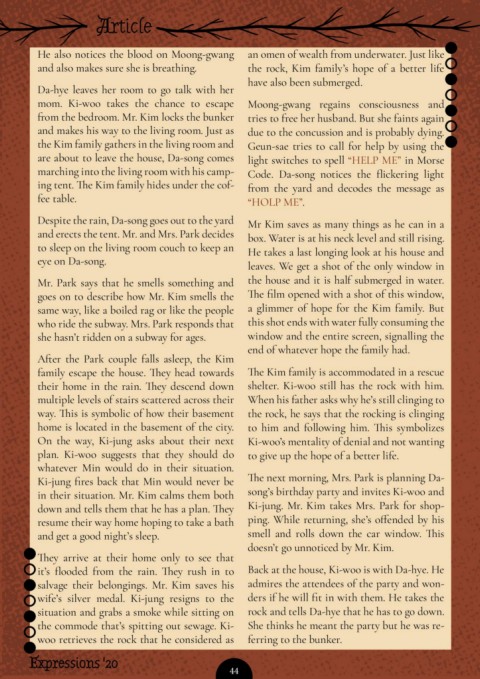 Article
He also notices the blood on Moong-gwang
and also makes sure she is breathing.
Da-hye leaves her room to go talk with her
mom. Ki-woo takes the chance to escape
from the bedroom. Mr. Kim locks the bunker
and makes his way to the living room. Just as
the Kim family gathers in the living room and
are about to leave the house, Da-song comes
marching into the living room with his camp-
ing tent. The Kim family hides under the cof-
fee table.
Despite the rain, Da-song goes out to the yard
and erects the tent. Mr. and Mrs. Park decides
to sleep on the living room couch to keep an
eye on Da-song.
Mr. Park says that he smells something and
goes on to describe how Mr. Kim smells the
same way, like a boiled rag or like the people
who ride the subway. Mrs. Park responds that
she hasn't ridden on a subway for ages.
After the Park couple falls asleep, the Kim
family escape the house. They head towards
their home in the rain. They descend down
multiple levels of stairs scattered across their
way. This is symbolic of how their basement
home is located in the basement of the city.
On the way, Ki-jung asks about their next
plan. Ki-woo suggests that they should do
whatever Min would do in their situation.
Ki-jung fires back that Min would never be
in their situation. Mr. Kim calms them both
down and tells them that he has a plan. They
resume their way home hoping to take a bath
and get a good night's sleep.
They arrive at their home only to see that
it's flooded from the rain. They rush in to
salvage their belongings. Mr. Kim saves his
wife's silver medal. Ki-jung resigns to the
situation and grabs a smoke while sitting on
the commode that's spitting out sewage. Ki-
woo retrieves the rock that he considered as
an omen of wealth from underwater. Just like
the rock, Kim family's hope of a better life
have also been submerged.
Moong-gwang regains consciousness and
tries to free her husband. But she faints again
due to the concussion and is probably dying.
Geun-sae tries to call for help by using the
light switches to spell “HELP ME” in Morse
Code. Da-song notices the flickering light
from the yard and decodes the message as
“HOLP ME”.
Mr Kim saves as many things as he can in a
box. Water is at his neck level and still rising.
He takes a last longing look at his house and
leaves. We get a shot of the only window in
the house and it is half submerged in water.
The film opened with a shot of this window,
a glimmer of hope for the Kim family. But
this shot ends with water fully consuming the
window and the entire screen, signalling the
end of whatever hope the family had.
The Kim family is accommodated in a rescue
shelter. Ki-woo still has the rock with him.
When his father asks why he's still clinging to
the rock, he says that the rocking is clinging
to him and following him. This symbolizes
Ki-woo's mentality of denial and not wanting
to give up the hope of a better life.
The next morning, Mrs. Park is planning Da-
song's birthday party and invites Ki-woo and
Ki-jung. Mr. Kim takes Mrs. Park for shop-
ping. While returning, she's offended by his
smell and rolls down the car window. This
doesn't go unnoticed by Mr. Kim.
Back at the house, Ki-woo is with Da-hye. He
admires the attendees of the party and won-
ders if he will fit in with them. He takes the
rock and tells Da-hye that he has to go down.
She thinks he meant the party but he was re-
ferring to the bunker.
Expressions '20
44